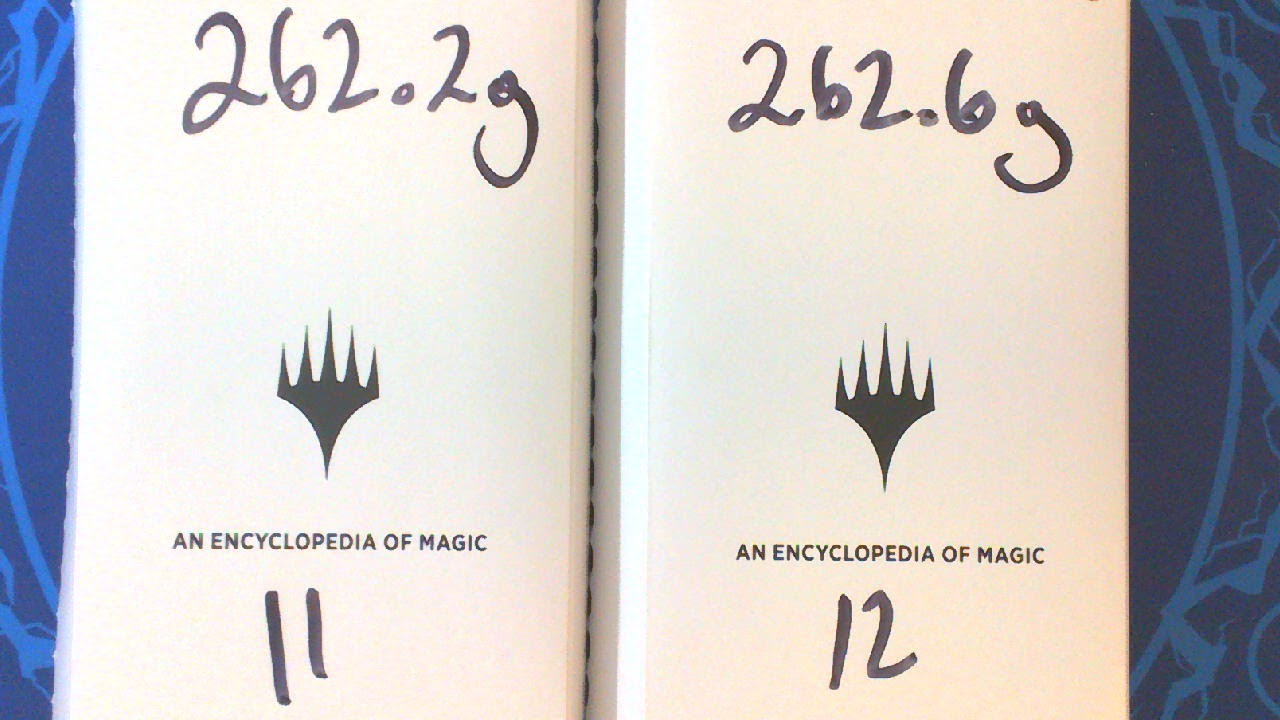 262.2g
AN ENCYCLOPEDIA OF MAGIC
11
262.6g
AN ENCYCLOPEDIA OF MAGIC
12